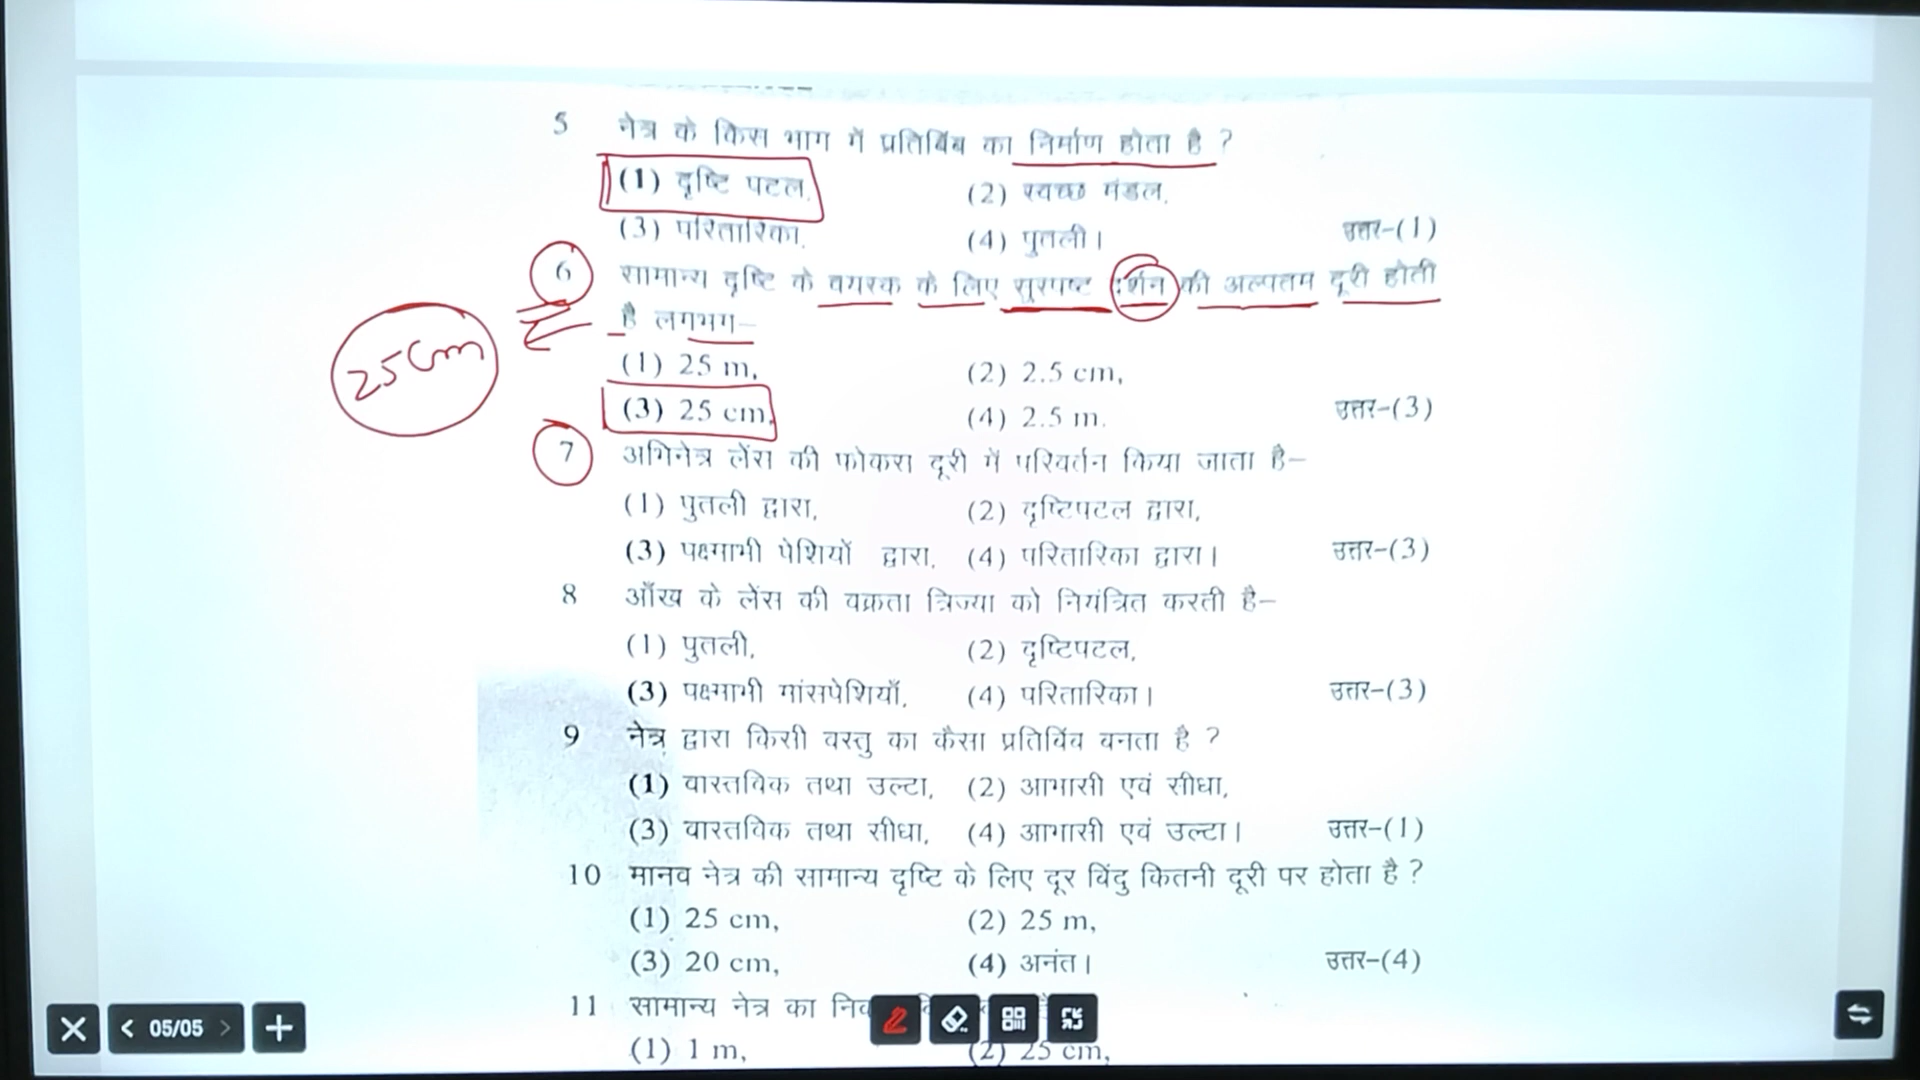 5 नेत्र के किस भाग में प्रतिबिंब का निर्माण होता है ?
(1) दृष्टि पटल, (2) स्वच्छ मंडल,
(3) परितारिका, (4) पुतली। उत्तर-(1)
6 सामान्य दृष्टि के वयस्क के लिए सुस्पष्ट दर्शन की अल्पतम दूरी होती
है लगभग-
25 cm
(1) 25 m, (2) 2.5 cm,
(3) 25 cm, (4) 2.5 m. उत्तर-(3)
7 अभिनेत्र लेंस की फोकस दूरी में परिवर्तन किया जाता है-
(1) पुतली द्वारा, (2) दृष्टिपटल द्वारा,
(3) पक्ष्माभी पेशियों द्वारा, (4) परितारिका द्वारा। उत्तर-(3)
8 आँख के लेंस की वक्रता त्रिज्या को नियंत्रित करती है-
(1) पुतली, (2) दृष्टिपटल,
(3) पक्ष्माभी मांसपेशियाँ, (4) परितारिका। उत्तर-(3)
9 नेत्र द्वारा किसी वस्तु का कैसा प्रतिबिंब बनता है ?
(1) वास्तविक तथा उल्टा, (2) आभासी एवं सीधा,
(3) वास्तविक तथा सीधा, (4) आभासी एवं उल्टा। उत्तर-(1)
10 मानव नेत्र की सामान्य दृष्टि के लिए दूर बिंदु कितनी दूरी पर होता है ?
(1) 25 cm, (2) 25 m,
(3) 20 cm, (4) अनंत। उत्तर-(4)
11 सामान्य नेत्र का
(1) 1 m, (2) 25 cm,
05/05